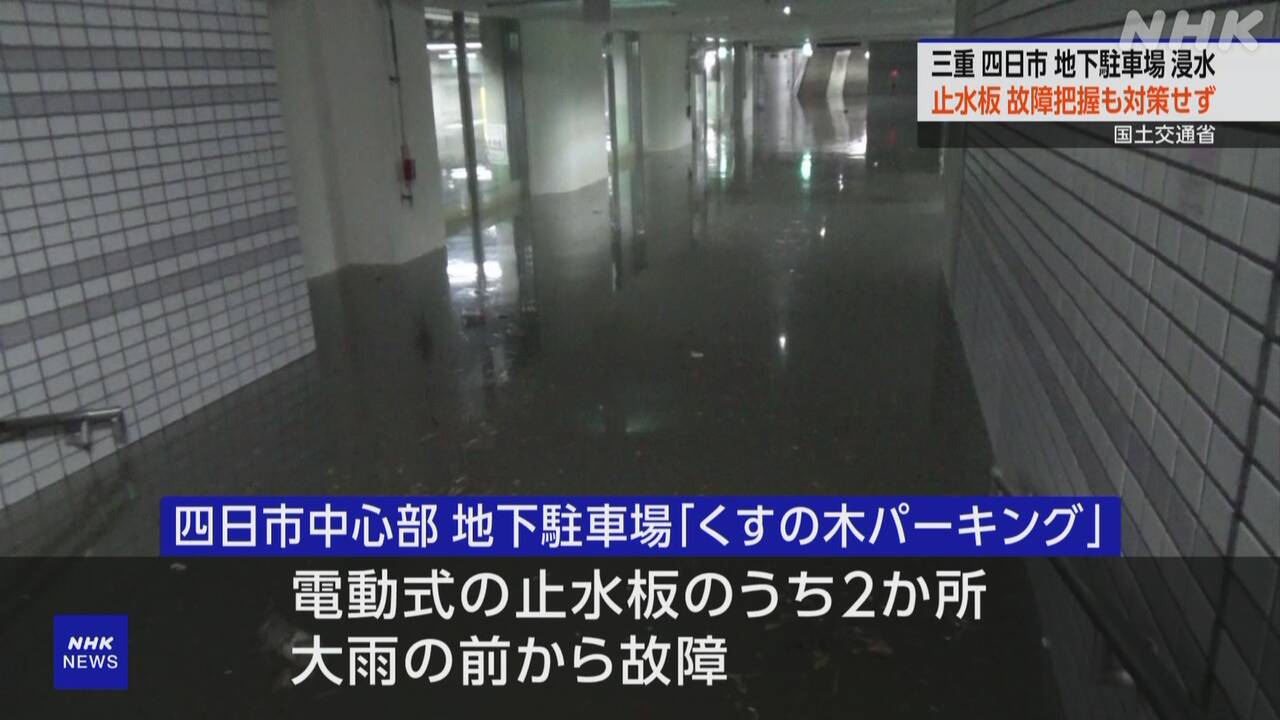 NHK
三重 四日市 地下駐車場 浸水
止水板 故障把握も対策せず
国土交通省
四日市中心部 地下駐車場「くすの木パーキング」
電動式の止水板のうち2か所
大雨の前から故障
NHK
NEWS